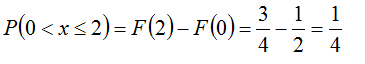 P(0 < x ≤ 2) = F(2) − F(0) = 3/4 − 1/2 = 1/4